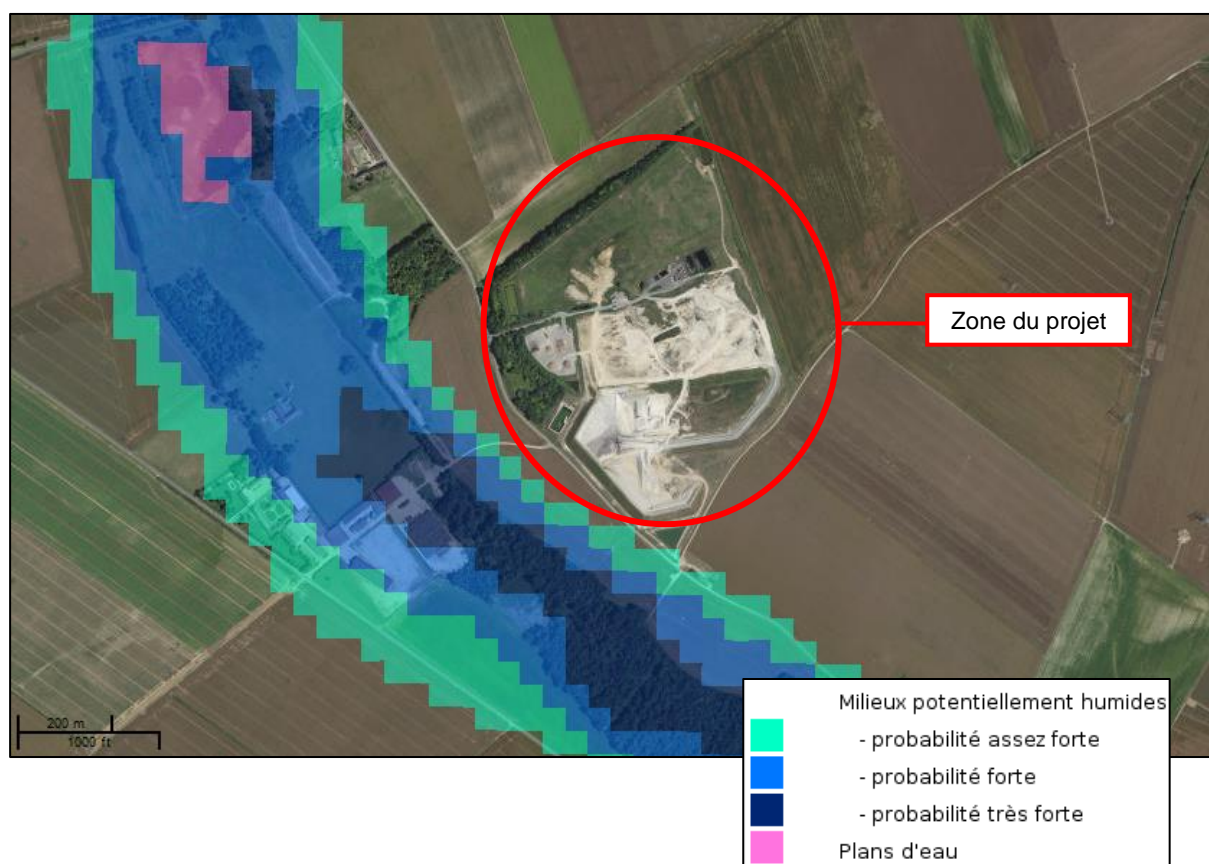 Zone du projet
200 m
1000 ft
Milieux potentiellement humides
- probabilité assez forte
- probabilité forte
- probabilité très forte
Plans d'eau